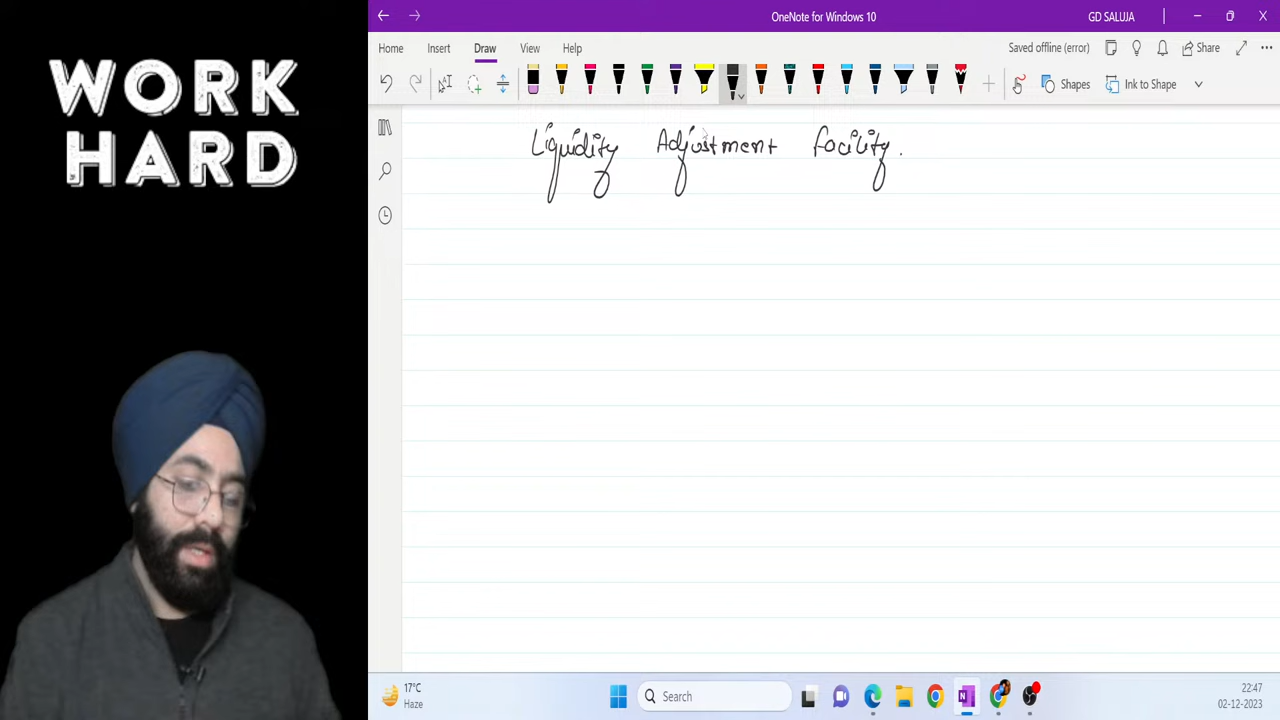 WORK
HARD
OneNote for Windows 10
GD SALUJA
Home Insert Draw View Help
Saved offline (error)
Share
Shapes
Ink to Shape
Liquidity Adjustment facility.
17°C
Haze
Search
22:47
02-12-2023